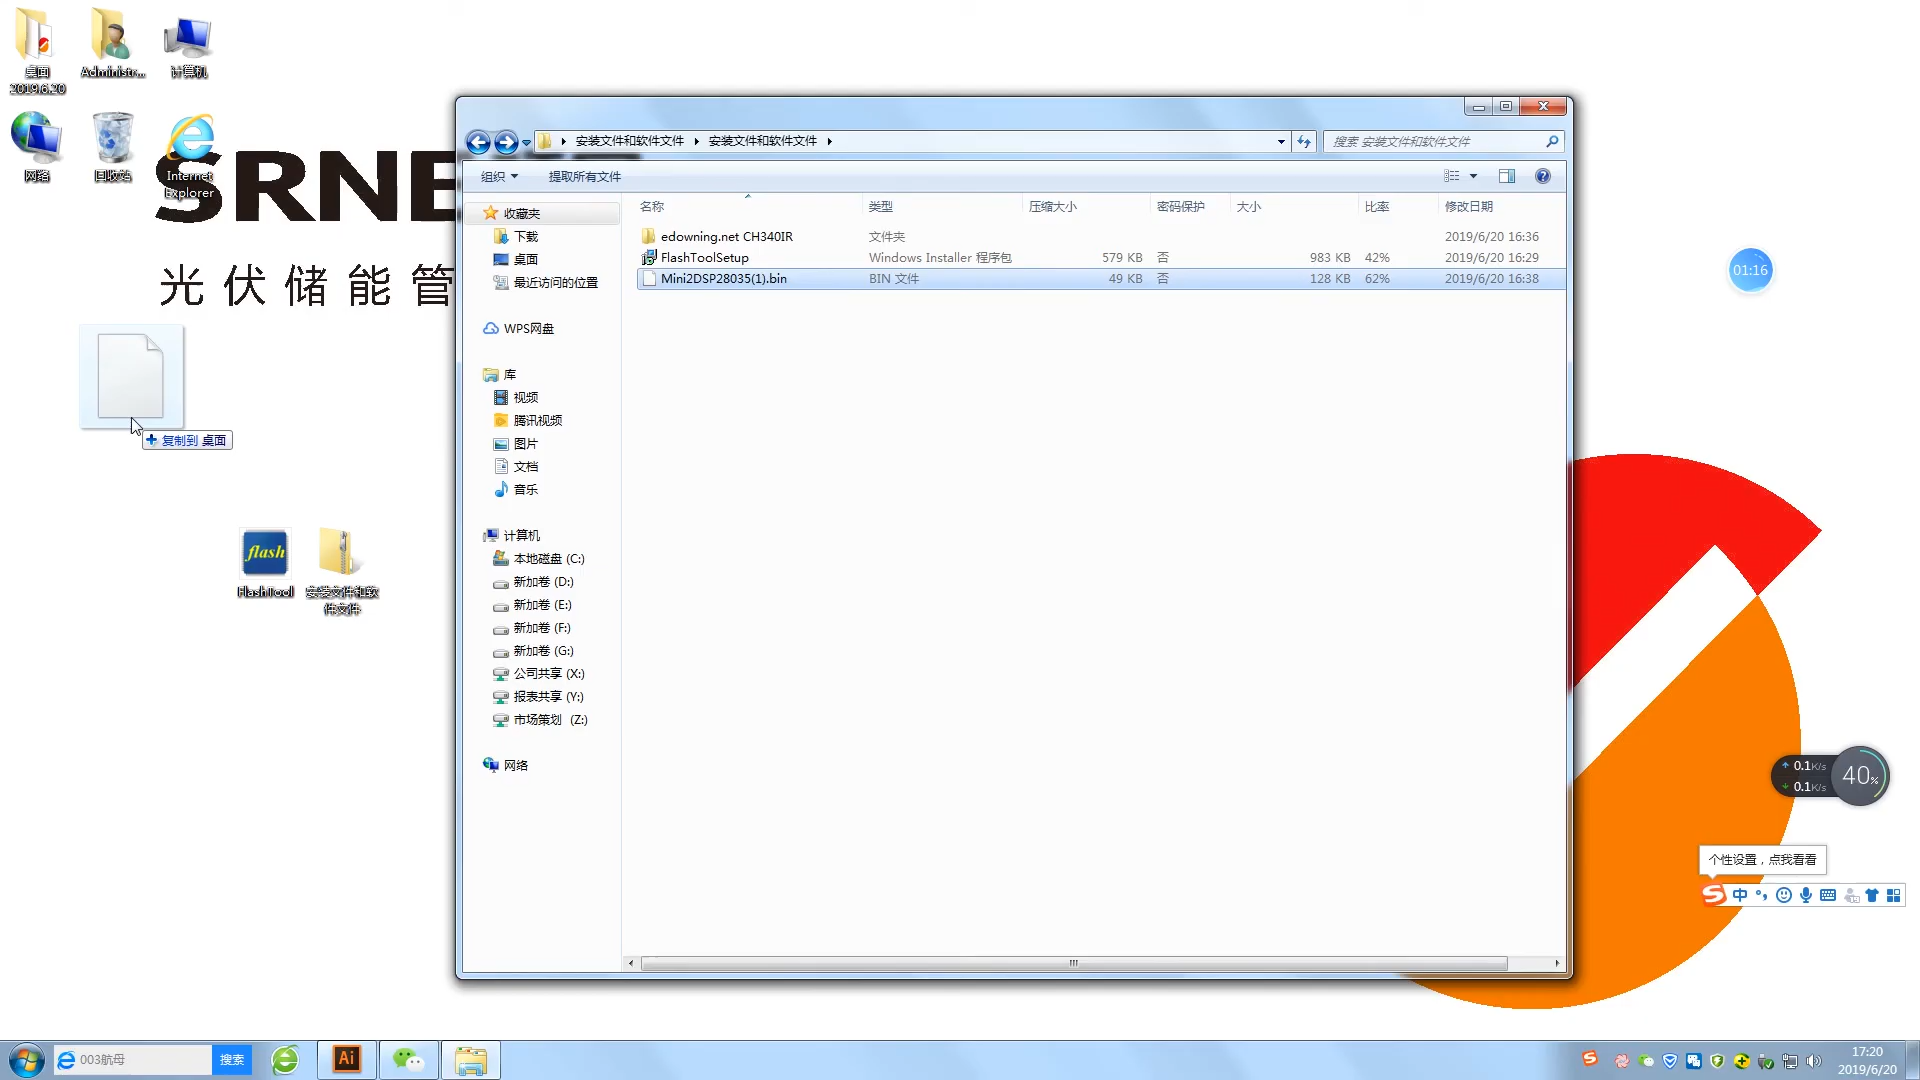 桌面
2019.6.20
Administr...
计算机
网络
回收站
Internet
Explorer
SRNE
光伏储能管
复制到 桌面
FlashTool
安装文件和软
件文件
安装文件和软件文件
安装文件和软件文件
搜索 安装文件和软件文件
组织
提取所有文件
名称
类型
压缩大小
密码保护
大小
比率
修改日期
edowning.net CH340IR
文件夹
2019/6/20 16:36
FlashToolSetup
Windows Installer 程序包
579 KB
否
983 KB
42%
2019/6/20 16:29
Mini2DSP28035(1).bin
BIN 文件
49 KB
否
128 KB
62%
2019/6/20 16:38
收藏夹
下载
桌面
最近访问的位置
WPS网盘
库
视频
腾讯视频
图片
文档
音乐
计算机
本地磁盘 (C:)
新加卷 (D:)
新加卷 (E:)
新加卷 (F:)
新加卷 (G:)
公司共享 (X:)
报表共享 (Y:)
市场策划 (Z:)
网络
01:16
0.1K/s
0.1K/s
40%
个性设置，点我看看
中
003航母
搜索
Ai
17:20
2019/6/20